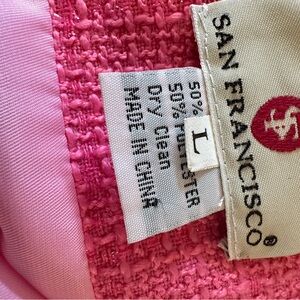 SAN FRANCISCO®
L
50%
50% POLYESTER
Dry Clean
MADE IN CHINA